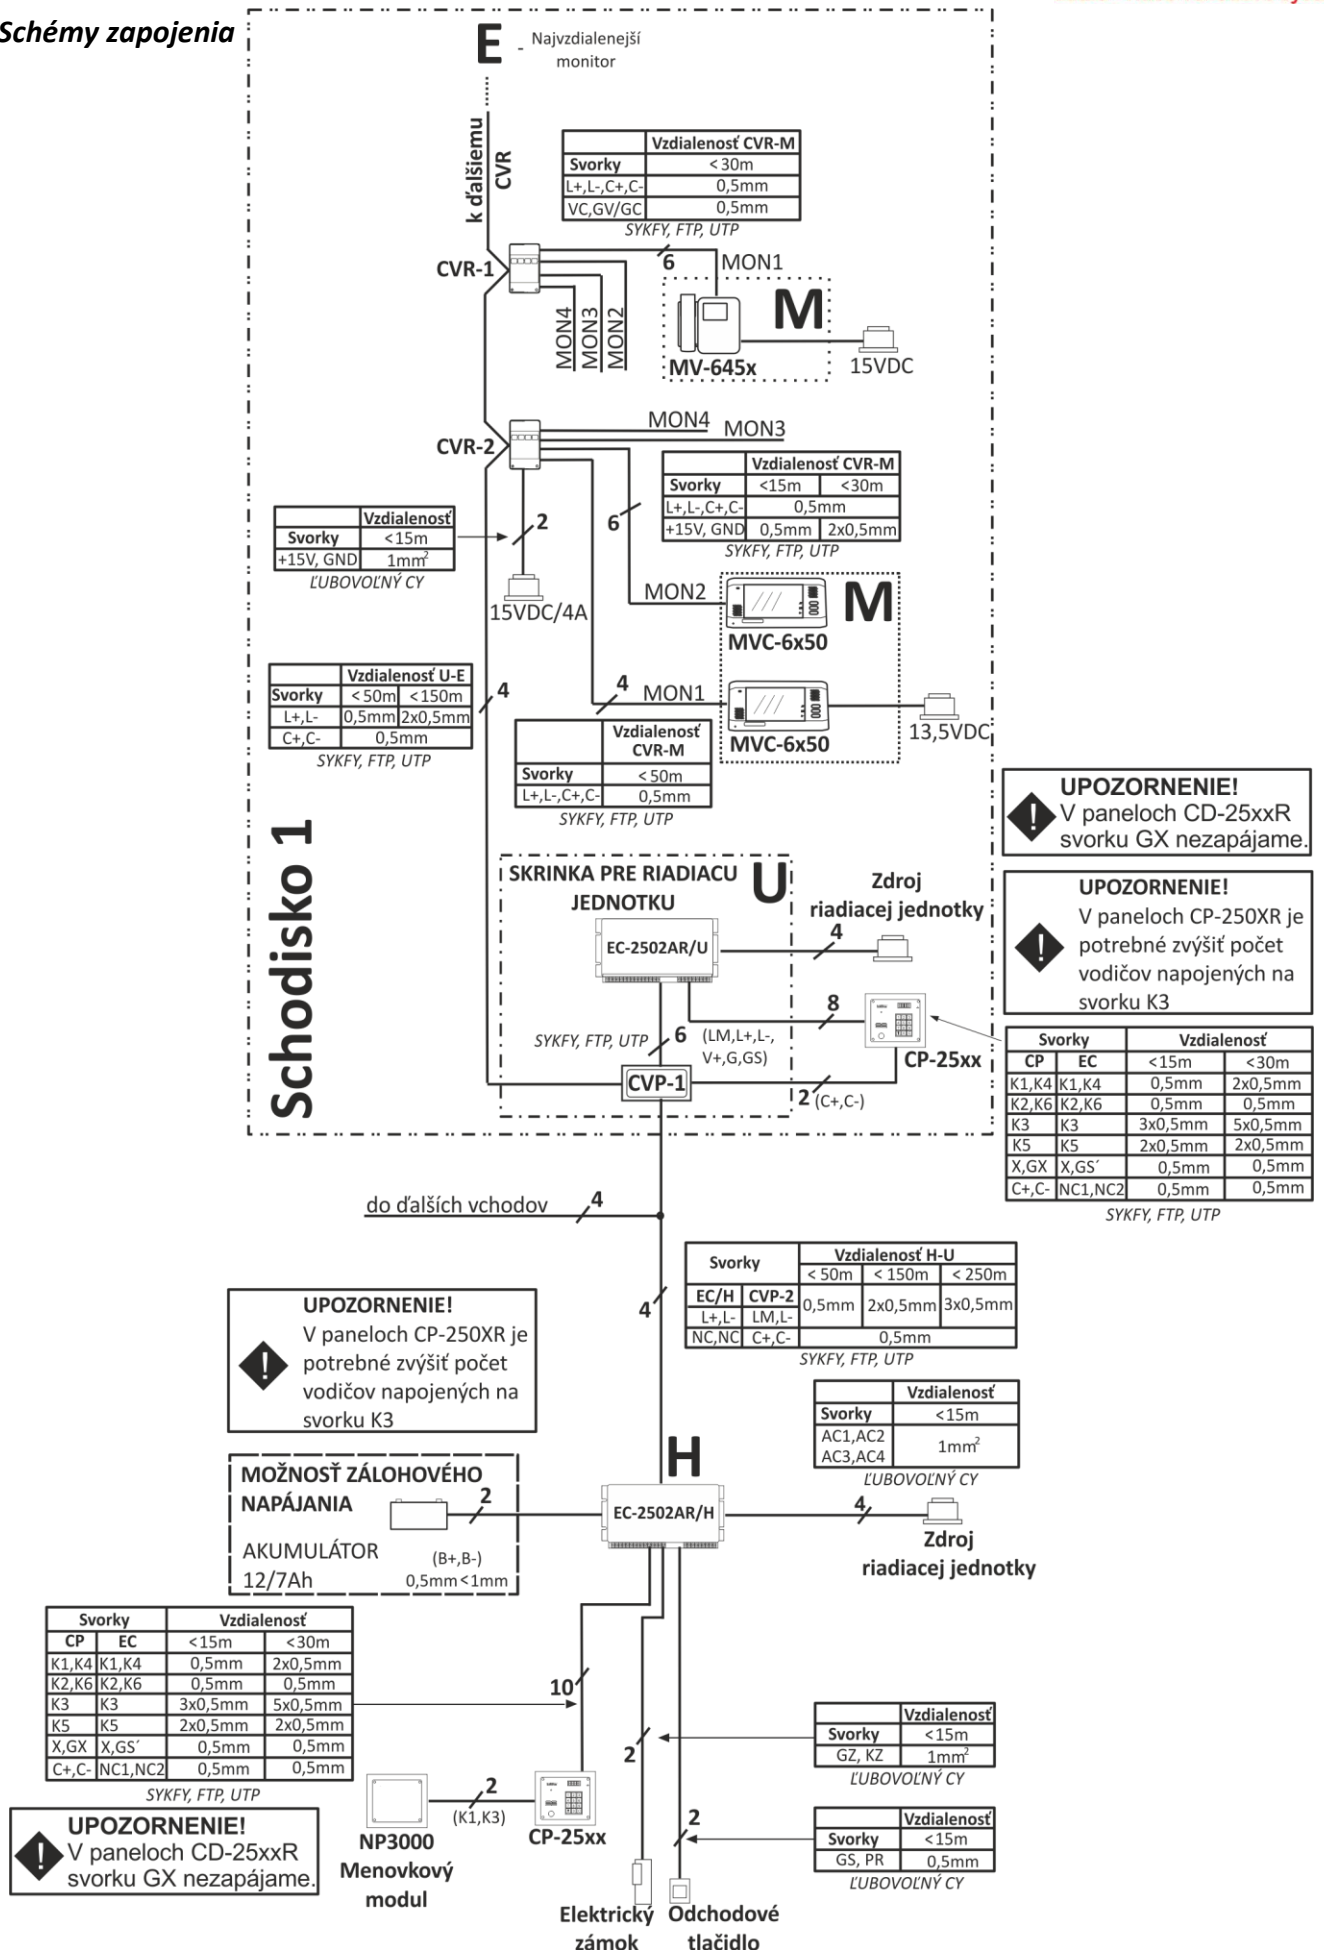 Schémy zapojenia
E - Najvzdialenejší
monitor
k ďalšiemu
CVR
Vzdialenosť CVR-M
Svorky <30m
L+,L-,C+,C- 0,5mm
VC,GV/GC 0,5mm
SYKFY, FTP, UTP
CVR-1
6 MON1
MON4
MON3
MON2
M
MV-645x
15VDC
CVR-2
MON4
MON3
Vzdialenosť CVR-M
Svorky <15m <30m
L+,L-,C+,C- 0,5mm
+15V, GND 0,5mm 2x0,5mm
SYKFY, FTP, UTP
6
Vzdialenosť
Svorky <15m
+15V, GND 1mm²
ĽUBOVOĽNÝ CY
2
15VDC/4A
MON2
M
MVC-6x50
Vzdialenosť U-E
Svorky <50m <150m
L+,L- 0,5mm 2x0,5mm
C+,C- 0,5mm
SYKFY, FTP, UTP
4
4 MON1
MVC-6x50
13,5VDC
Vzdialenosť
CVR-M
Svorky <50m
L+,L-,C+,C- 0,5mm
SYKFY, FTP, UTP
UPOZORNENIE!
V paneloch CD-25xxR
svorku GX nezapájame.
Schodisko 1
SKRINKA PRE RIADIACU
JEDNOTKU
U
EC-2502AR/U
Zdroj
riadiacej jednotky
4
UPOZORNENIE!
V paneloch CP-250XR je
potrebné zvýšiť počet
vodičov napojených na
svorku K3
8
CP-25xx
SYKFY, FTP, UTP 6 (LM,L+,L-,
V+,G,GS)
CVP-1
2 (C+,C-)
Svorky Vzdialenosť
CP EC <15m <30m
K1,K4 K1,K4 0,5mm 2x0,5mm
K2,K6 K2,K6 0,5mm 0,5mm
K3 K3 3x0,5mm 5x0,5mm
K5 K5 2x0,5mm 2x0,5mm
X,GX X,GS´ 0,5mm 0,5mm
C+,C- NC1,NC2 0,5mm 0,5mm
SYKFY, FTP, UTP
do ďalších vchodov 4
Svorky Vzdialenosť H-U
< 50m < 150m < 250m
EC/H CVP-2 0,5mm 2x0,5mm 3x0,5mm
L+,L- LM,L-
NC,NC C+,C- 0,5mm
SYKFY, FTP, UTP
4
UPOZORNENIE!
V paneloch CP-250XR je
potrebné zvýšiť počet
vodičov napojených na
svorku K3
Vzdialenosť
Svorky <15m
AC1,AC2
AC3,AC4 1mm²
ĽUBOVOĽNÝ CY
H
MOŽNOSŤ ZÁLOHOVÉHO
NAPÁJANIA
2
AKUMULÁTOR
12/7Ah
(B+,B-)
0,5mm<1mm
EC-2502AR/H
4
Zdroj
riadiacej jednotky
Svorky Vzdialenosť
CP EC <15m <30m
K1,K4 K1,K4 0,5mm 2x0,5mm
K2,K6 K2,K6 0,5mm 0,5mm
K3 K3 3x0,5mm 5x0,5mm
K5 K5 2x0,5mm 2x0,5mm
X,GX X,GS´ 0,5mm 0,5mm
C+,C- NC1,NC2 0,5mm 0,5mm
SYKFY, FTP, UTP
10
2
Vzdialenosť
Svorky <15m
GZ, KZ 1mm²
ĽUBOVOĽNÝ CY
UPOZORNENIE!
V paneloch CD-25xxR
svorku GX nezapájame.
NP3000
Menovkový
modul
2
(K1,K3)
CP-25xx
2
Vzdialenosť
Svorky <15m
GS, PR 0,5mm
ĽUBOVOĽNÝ CY
Elektrický
zámok
Odchodové
tlačidlo